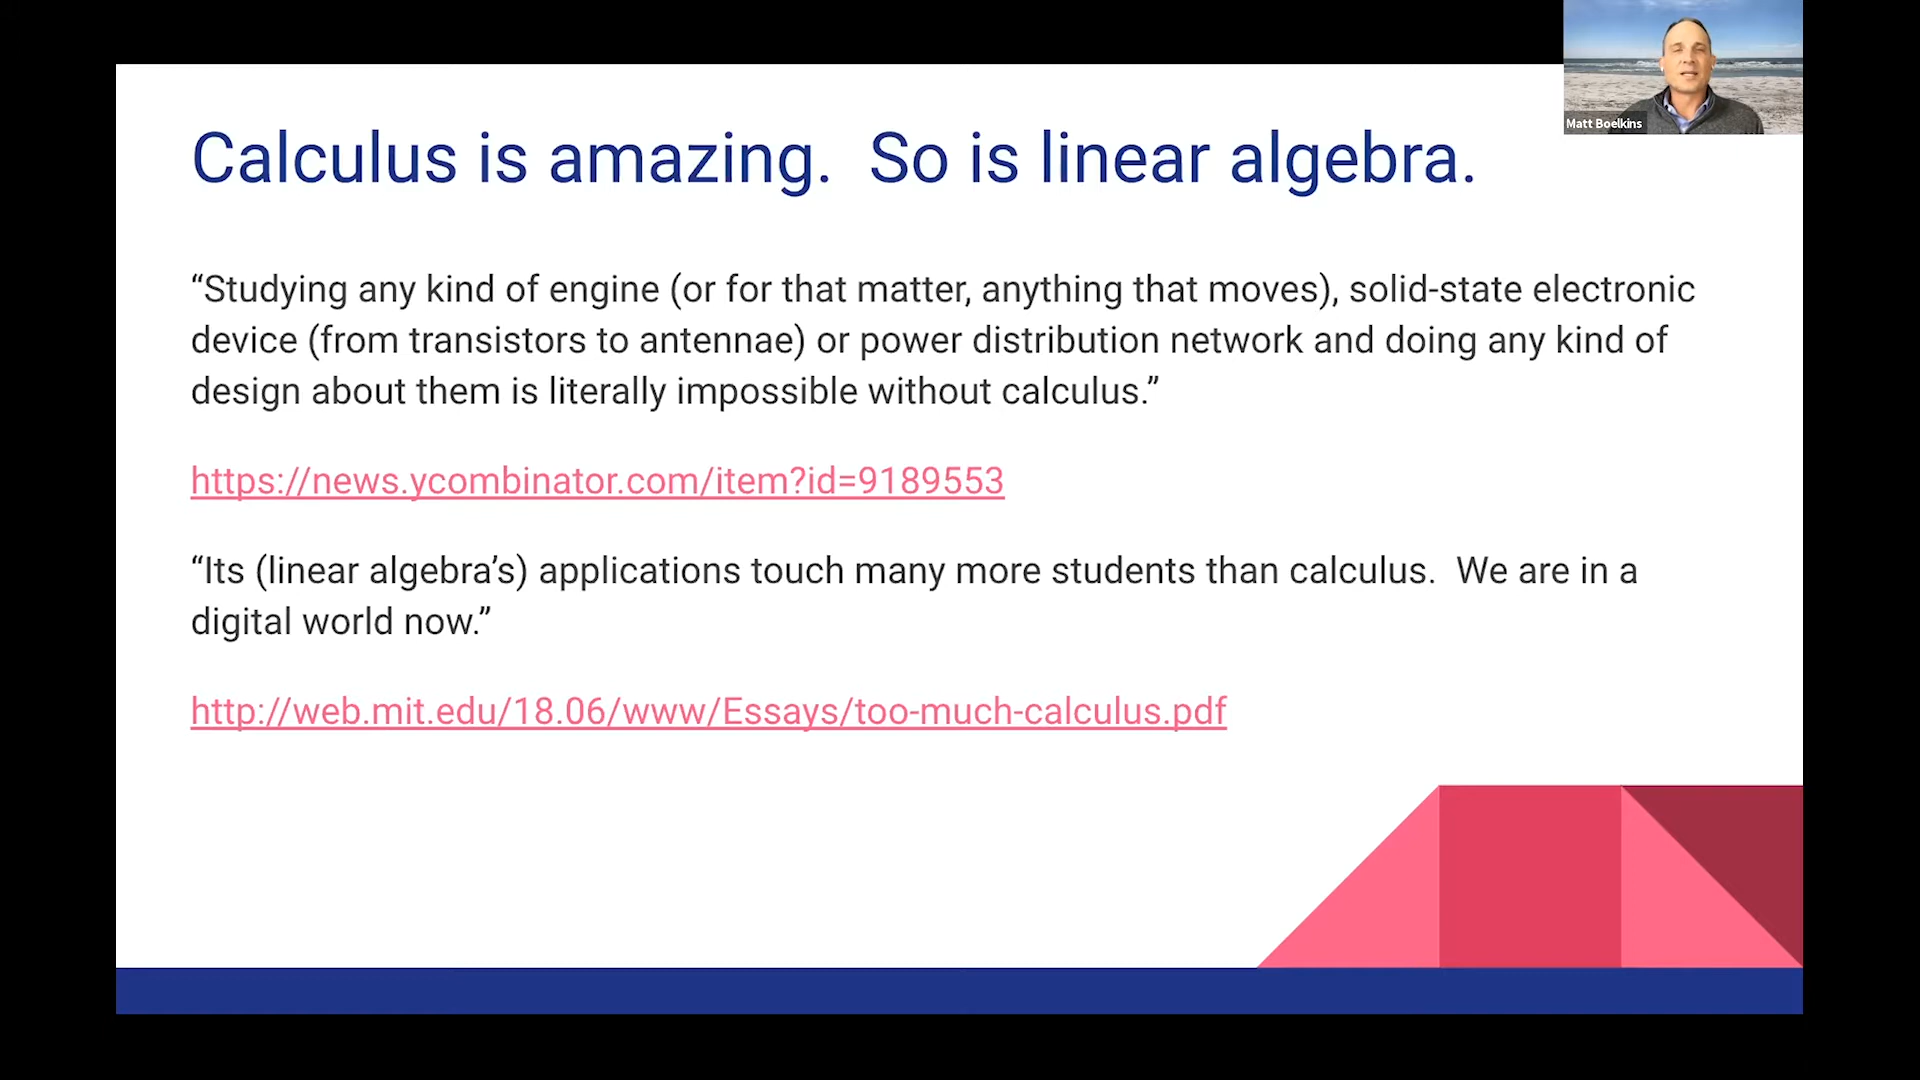 Matt Boelkins
Calculus is amazing.  So is linear algebra.
“Studying any kind of engine (or for that matter, anything that moves), solid-state electronic
device (from transistors to antennae) or power distribution network and doing any kind of
design about them is literally impossible without calculus.”
https://news.ycombinator.com/item?id=9189553
“Its (linear algebra’s) applications touch many more students than calculus.  We are in a
digital world now.”
http://web.mit.edu/18.06/www/Essays/too-much-calculus.pdf